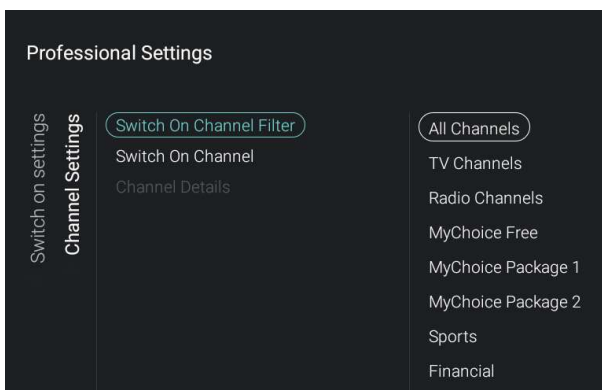 Professional Settings
Switch on settings
Channel Settings
Switch On Channel Filter
Switch On Channel
Channel Details
All Channels
TV Channels
Radio Channels
MyChoice Free
MyChoice Package 1
MyChoice Package 2
Sports
Financial